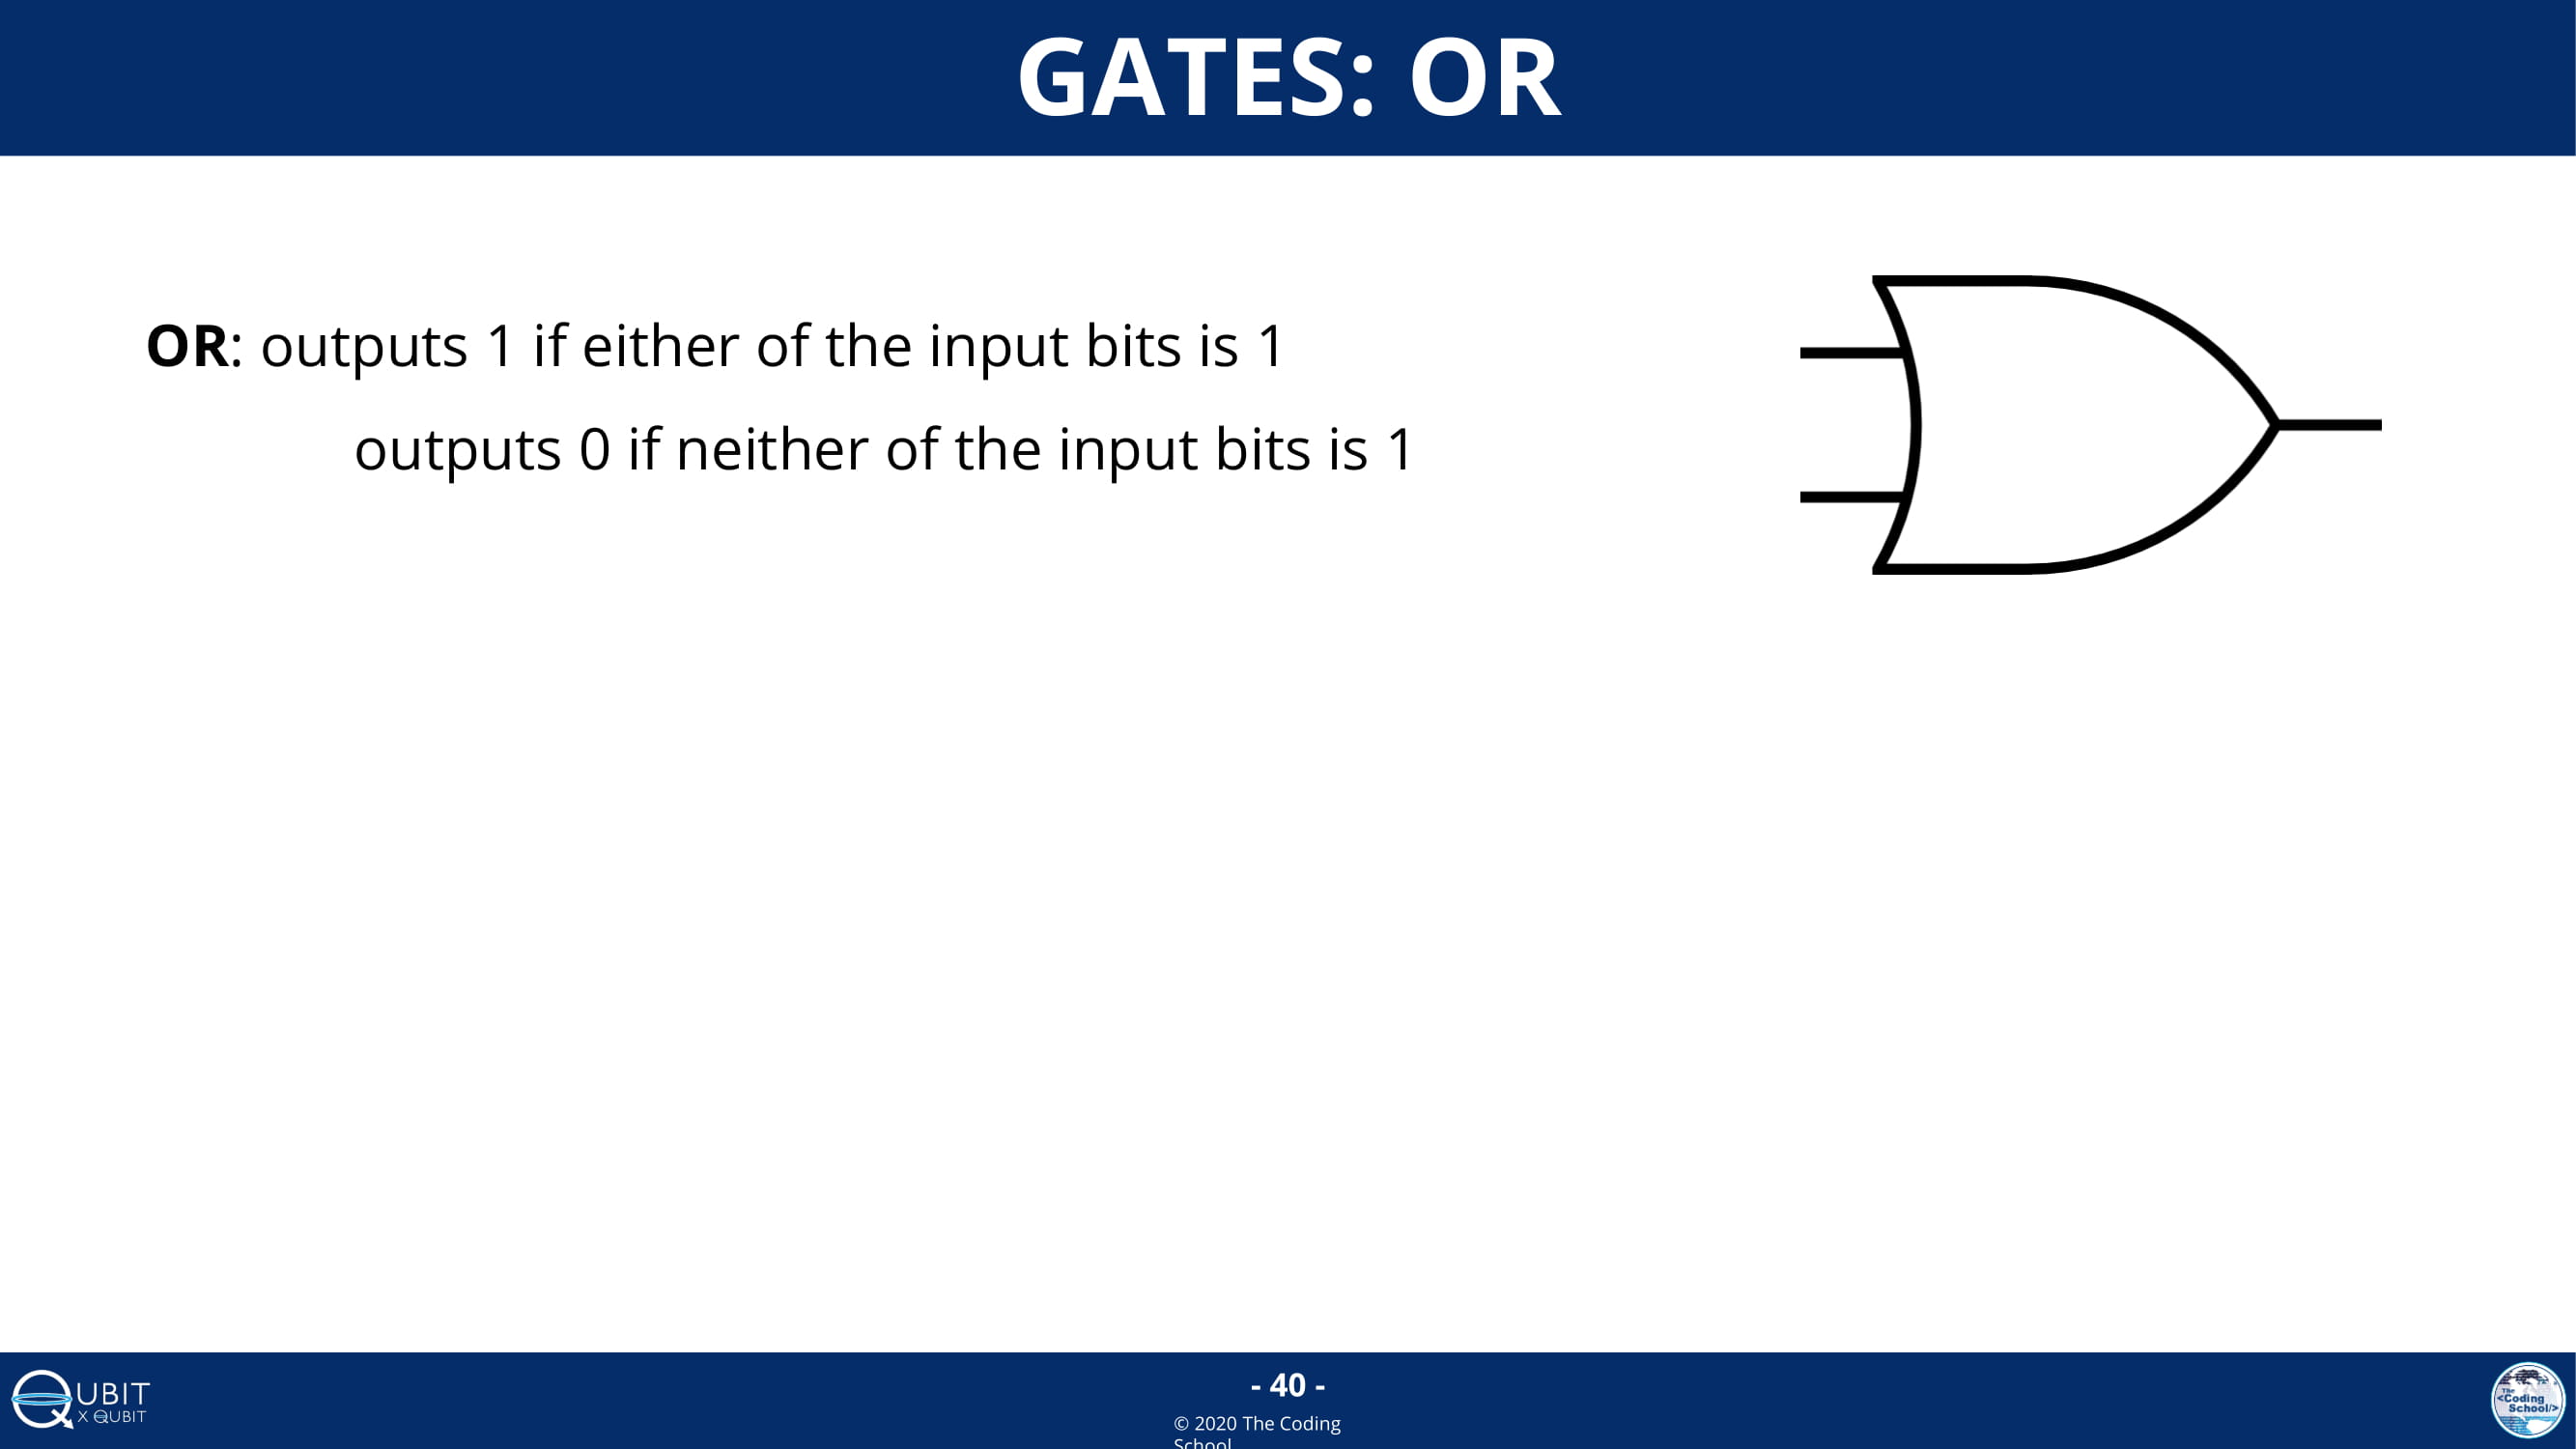 GATES: OR
OR: outputs 1 if either of the input bits is 1
outputs 0 if neither of the input bits is 1
QUBIT
X QUBIT
- 40 -
© 2020 The Coding
School
The
<Coding
School/>